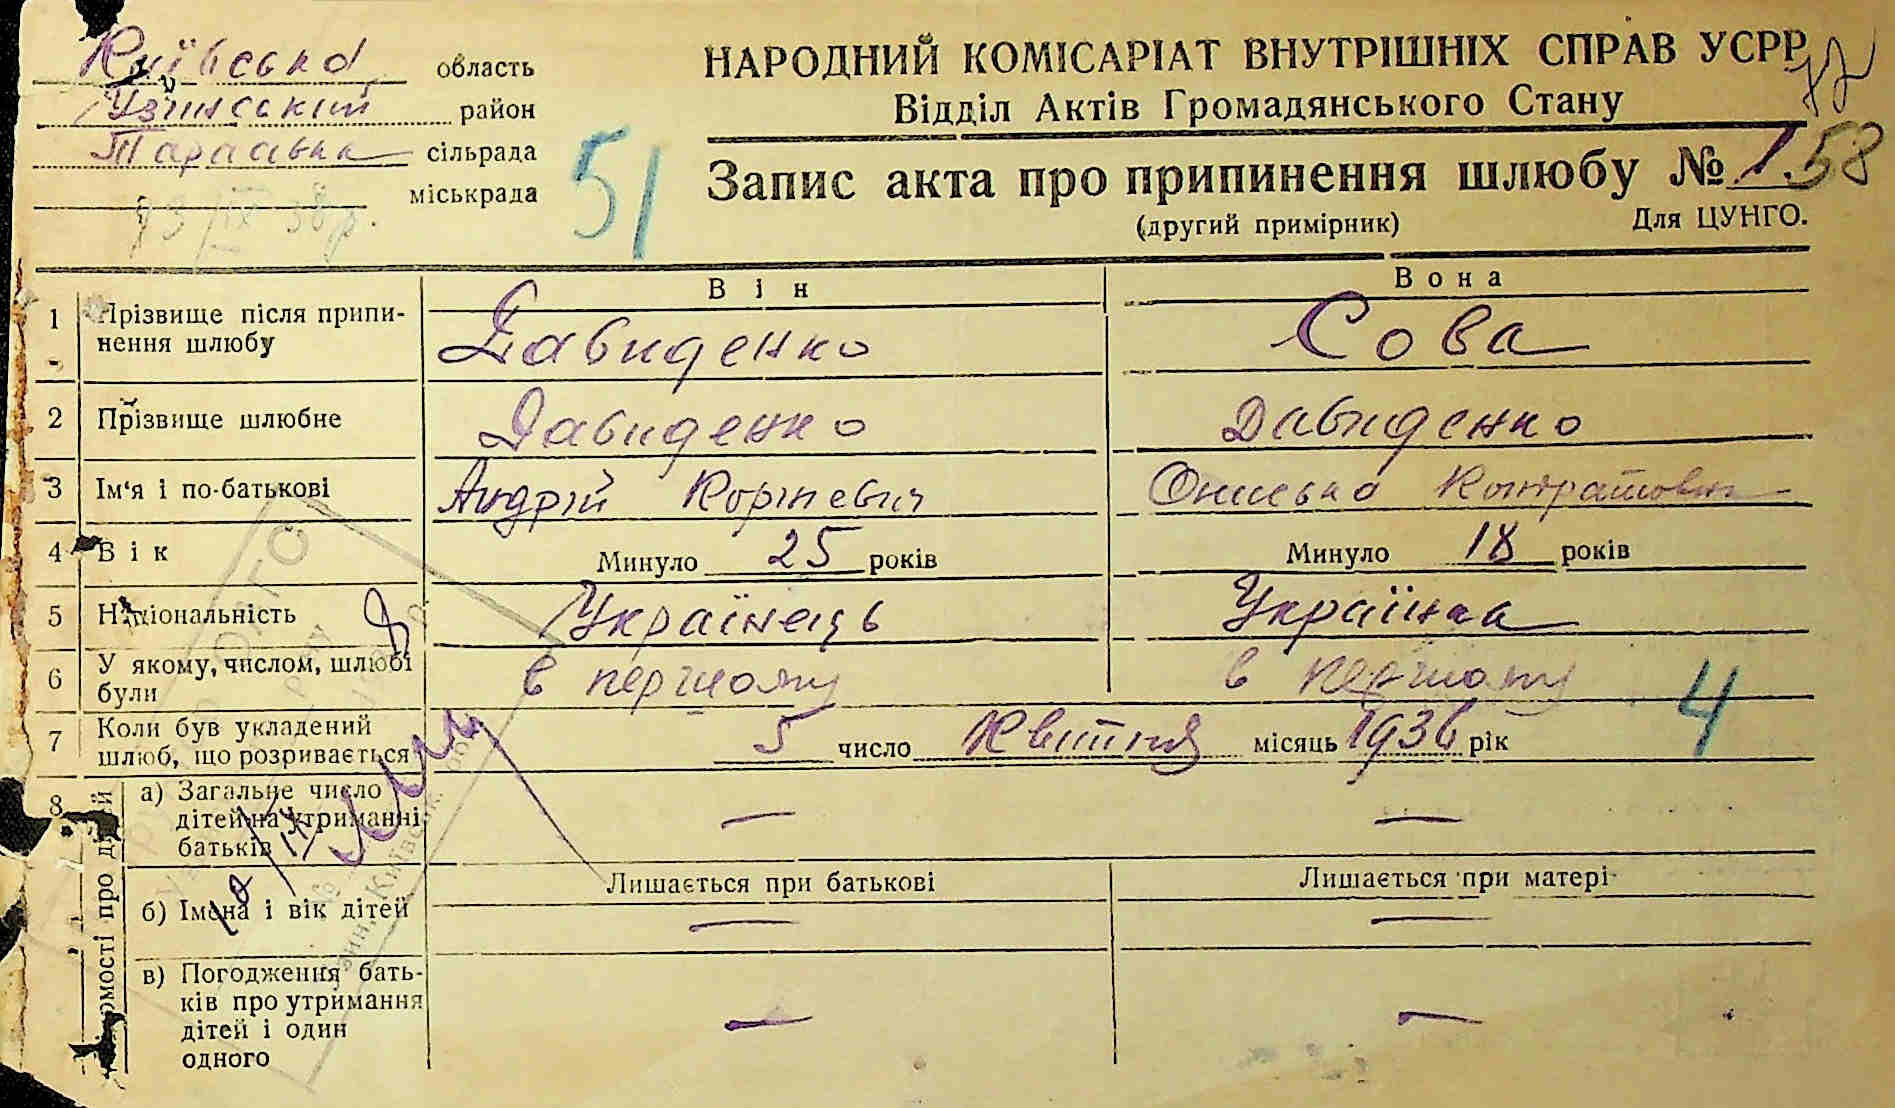 Київська область
Узинський район
Тарасівка сільрада
міськрада
51
НАРОДНИЙ КОМІСАРІАТ ВНУТРІШНІХ СПРАВ УСРР
Відділ Актів Громадянського Стану
Запис акта про припинення шлюбу № 1. 58
(другий примірник) Для ЦУНГО.
Він Вона
1 Прізвище після припинення шлюбу Давиденко Сова
2 Прізвище шлюбне Давиденко Давиденко
3 Ім'я і по-батькові Андрій Корнієвич Кондратовна
4 Вік Минуло 25 років Минуло 18 років
5 Національність Українець Українка
6 У якому, числом, шлюбі були в першому в першому
4
7 Коли був укладений шлюб, що розривається 5 число Квітня місяць 1936 рік
8 а) Загальне число дітей на утриманні батьків — —
Лишається при батькові Лишається при матері
б) Імена і вік дітей — —
в) Погодження батьків про утримання дітей і один одного — —